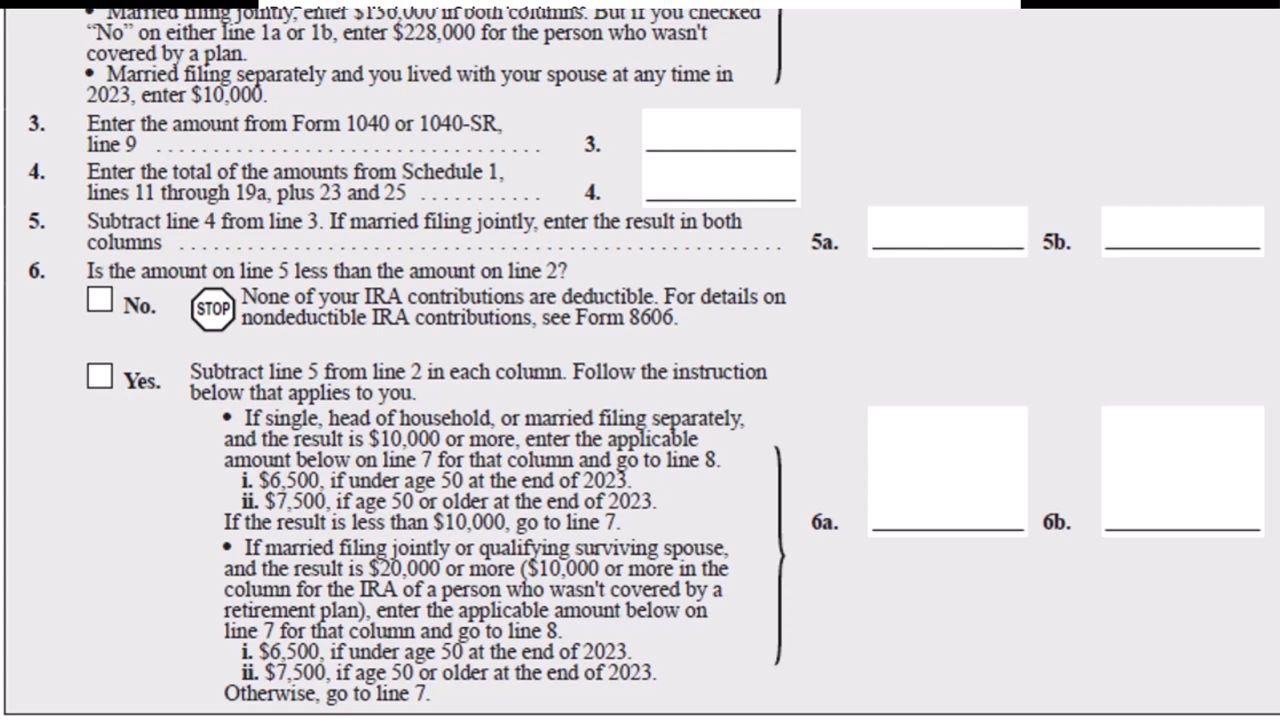 • Married filing jointly, enter $136,000 in both columns. But if you checked
“No” on either line 1a or 1b, enter $228,000 for the person who wasn't
covered by a plan.
• Married filing separately and you lived with your spouse at any time in
2023, enter $10,000.
3. Enter the amount from Form 1040 or 1040-SR,
line 9 . . . . . . . . . . . . . . . . . . . . . . . . . . . . . . . . . 3.
4. Enter the total of the amounts from Schedule 1,
lines 11 through 19a, plus 23 and 25 . . . . . . . . . . . 4.
5. Subtract line 4 from line 3. If married filing jointly, enter the result in both
columns . . . . . . . . . . . . . . . . . . . . . . . . . . . . . . . . . . . . . . . . . . . . . . . . . . . . 5a. 5b.
6. Is the amount on line 5 less than the amount on line 2?
No. STOP None of your IRA contributions are deductible. For details on
nondeductible IRA contributions, see Form 8606.
Yes. Subtract line 5 from line 2 in each column. Follow the instruction
below that applies to you.
• If single, head of household, or married filing separately,
and the result is $10,000 or more, enter the applicable
amount below on line 7 for that column and go to line 8.
i. $6,500, if under age 50 at the end of 2023.
ii. $7,500, if age 50 or older at the end of 2023.
If the result is less than $10,000, go to line 7.
• If married filing jointly or qualifying surviving spouse,
and the result is $20,000 or more ($10,000 or more in the
column for the IRA of a person who wasn't covered by a
retirement plan), enter the applicable amount below on
line 7 for that column and go to line 8.
i. $6,500, if under age 50 at the end of 2023.
ii. $7,500, if age 50 or older at the end of 2023.
Otherwise, go to line 7.
6a. 6b.